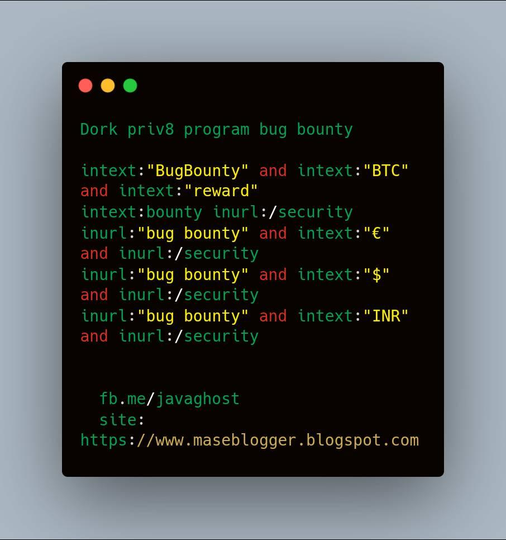 Dork priv8 program bug bounty
intext:"BugBounty" and intext:"BTC"
and intext:"reward"
intext:bounty inurl:/security
inurl:"bug bounty" and intext:"€"
and inurl:/security
inurl:"bug bounty" and intext:"$"
and inurl:/security
inurl:"bug bounty" and intext:"INR"
and inurl:/security
fb.me/javaghost
site:
https://www.maseblogger.blogspot.com